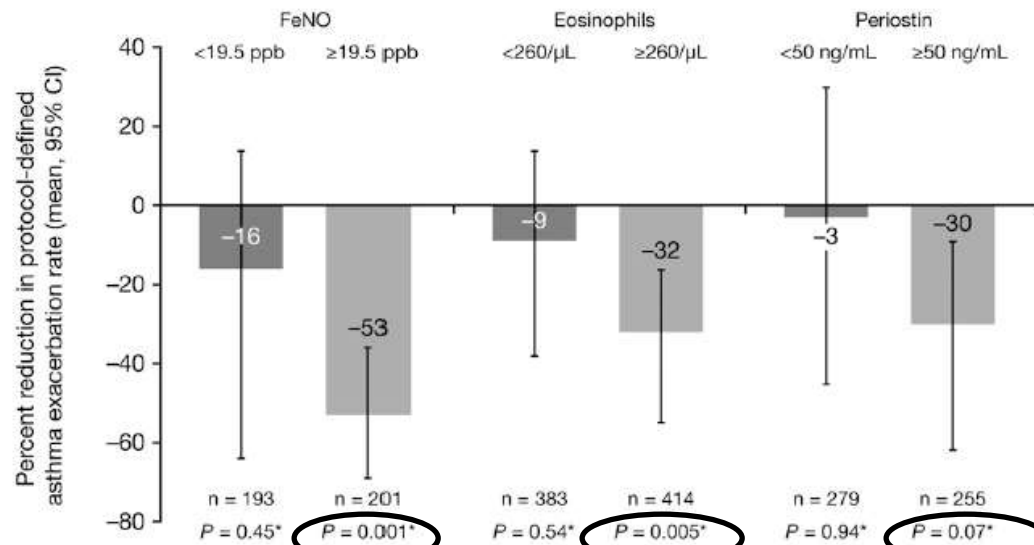 FeNO Eosinophils Periostin
<19.5 ppb ≥19.5 ppb <260/µL ≥260/µL <50 ng/mL ≥50 ng/mL
Percent reduction in protocol-defined
asthma exacerbation rate (mean, 95% CI)
40
20
0
–20
–40
–60
–80
–16
–53
–9
–32
–3
–30
n = 193 n = 201 n = 383 n = 414 n = 279 n = 255
P = 0.45* P = 0.001* P = 0.54* P = 0.005* P = 0.94* P = 0.07*